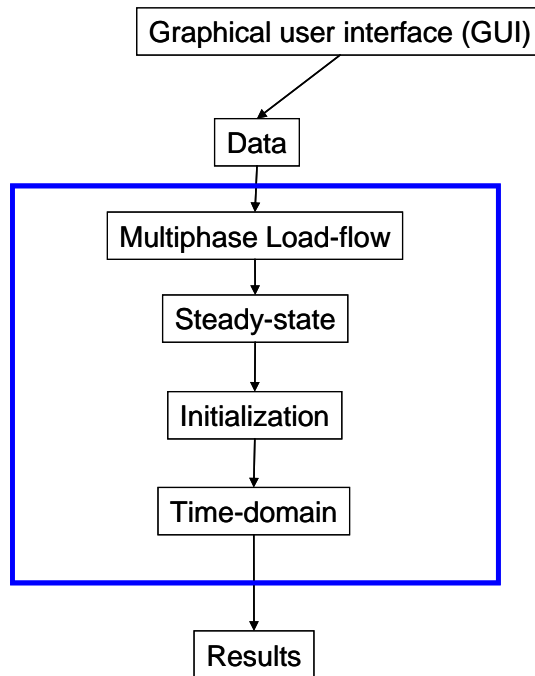 Graphical user interface (GUI)
Data
Multiphase Load-flow
Steady-state
Initialization
Time-domain
Results